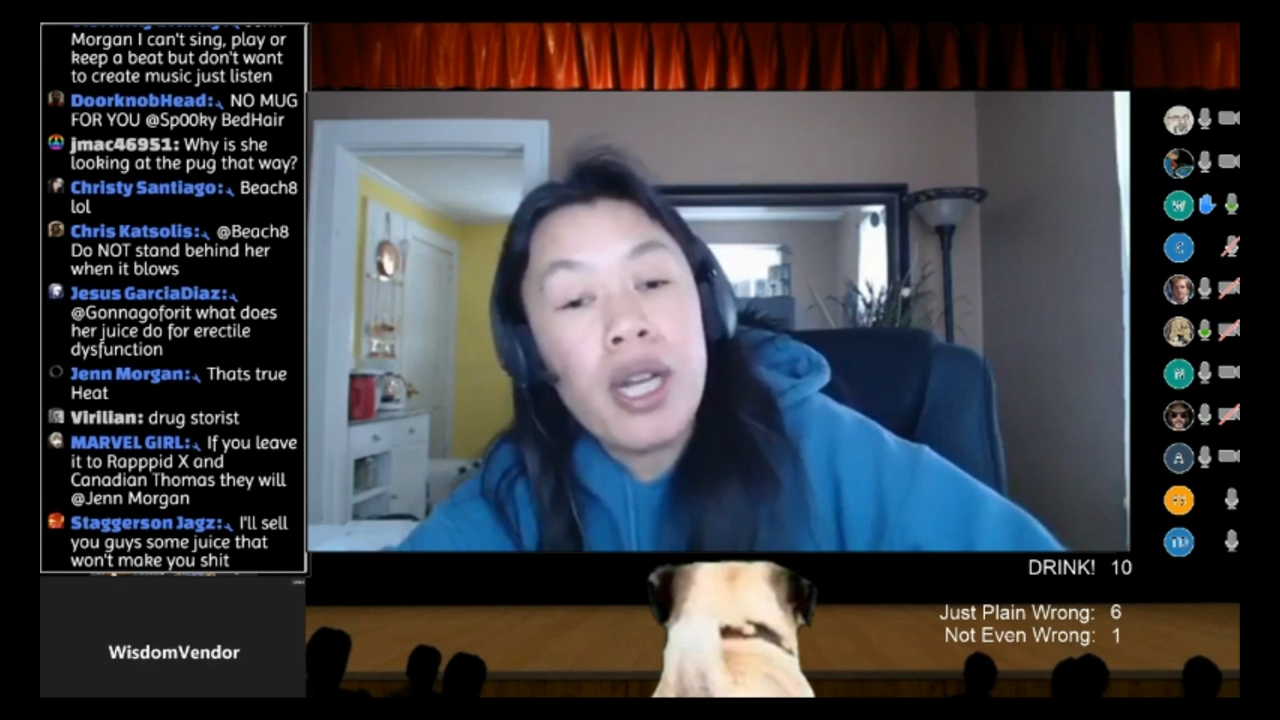 Morgan I can't sing, play or
keep a beat but don't want
to create music just listen
DoorknobHead: NO MUG
FOR YOU @Sp00ky BedHair
jmac46951: Why is she
looking at the pug that way?
Christy Santiago: Beach8
lol
Chris Katsolis: @Beach8
Do NOT stand behind her
when it blows
Jesus GarciaDiaz:
@Gonnagoforit what does
her juice do for erectile
dysfunction
Jenn Morgan: Thats true
Heat
Virilian: drug storist
MARVEL GIRL: If you leave
it to Rapppid X and
Canadian Thomas they will
@Jenn Morgan
Staggerson Jagz: I'll sell
you guys some juice that
won't make you shit
WisdomVendor
DRINK! 10
Just Plain Wrong: 6
Not Even Wrong: 1
W
C
M
A